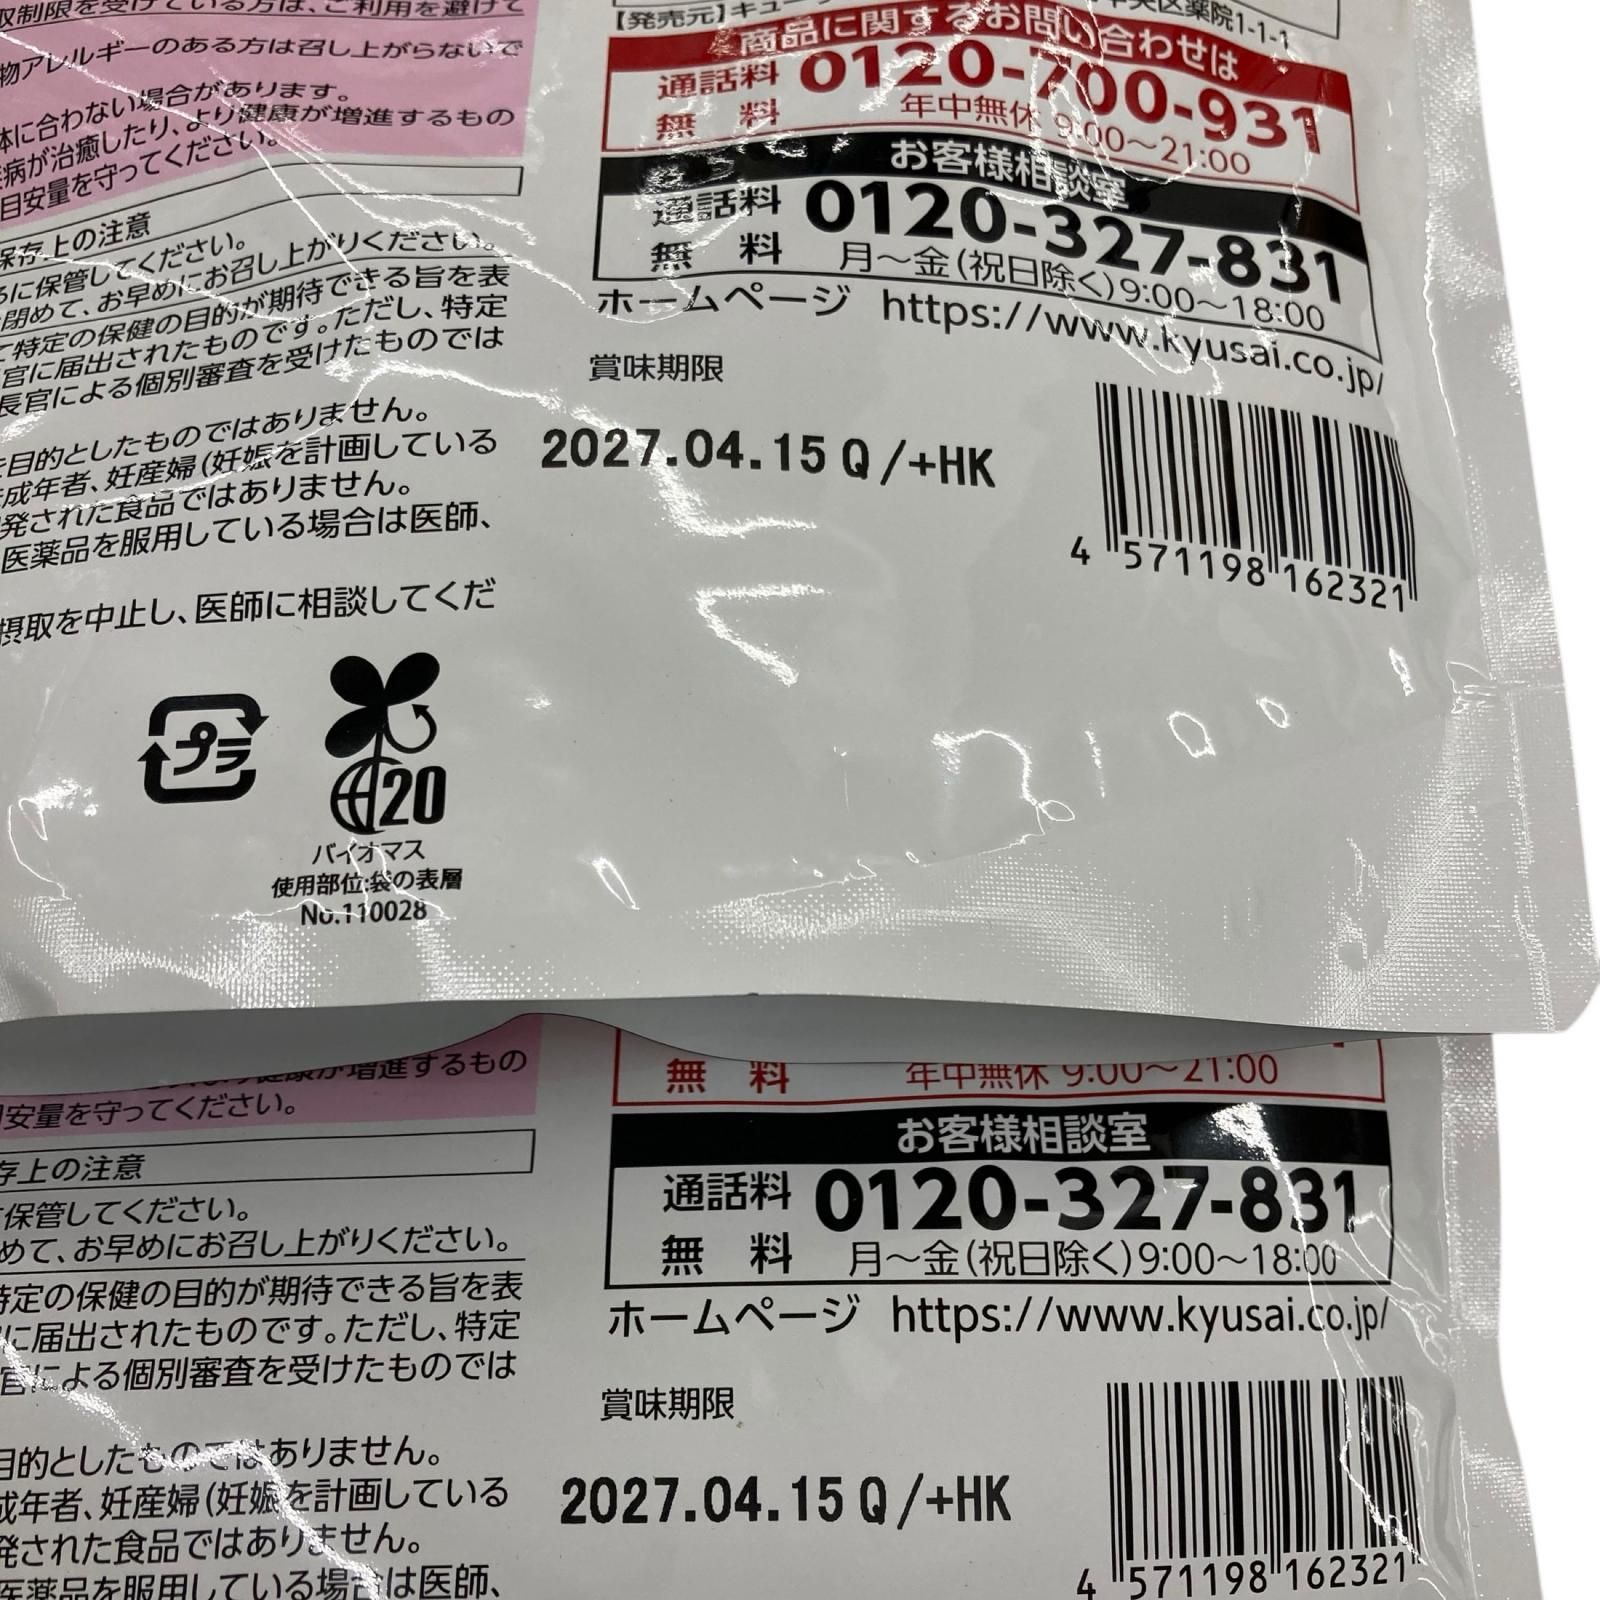 取制限を受けている方は、ご利用を避けて
物アレルギーのある方は召し上がらないで
体に合わない場合があります。
病が治癒したり、より健康が増進するもの
目安量を守ってください。
保存上の注意
ろに保管してください。
閉めて、お早めにお召し上がりください。
て特定の保健の目的が期待できる旨を表
官に届出されたものです。ただし、特定
長官による個別審査を受けたものでは
を目的としたものではありません。
成年者、妊産婦(妊娠を計画している
発された食品ではありません。
医薬品を服用している場合は医師、
摂取を中止し、医師に相談してくだ
プラ
20
バイオマス
使用部位:袋の表層
No.110028
【発売元】キュー
中央区薬院1-1-1
商品に関するお問い合わせは
通話料 0120-700-931
無 料 年中無休 9:00～21:00
お客様相談室
通話料 0120-327-831
無 料 月～金(祝日除く)9:00～18:00
ホームページ https://www.kyusai.co.jp/
賞味期限
2027.04.15 Q/+HK
4 571198 162321
健康が増進するもの
安量を守ってください。
存上の注意
保管してください。
めて、お早めにお召し上がりください。
特定の保健の目的が期待できる旨を表
に届出されたものです。ただし、特定
官による個別審査を受けたものでは
目的としたものではありません。
成年者、妊産婦(妊娠を計画している
発された食品ではありません。
医薬品を服用している場合は医師、
無 料 年中無休 9:00～21:00
お客様相談室
通話料 0120-327-831
無 料 月～金(祝日除く)9:00～18:00
ホームページ https://www.kyusai.co.jp/
賞味期限
2027.04.15 Q/+HK
4 571198 162321